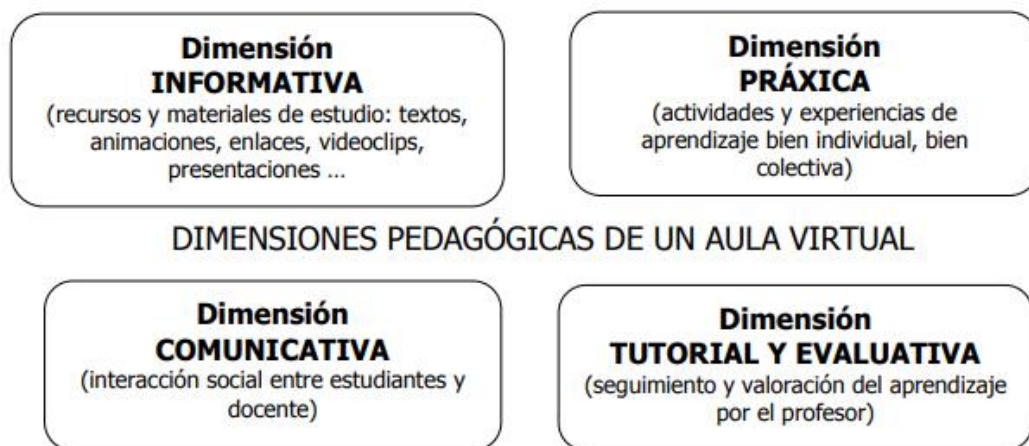 Dimensión
INFORMATIVA
(recursos y materiales de estudio: textos,
animaciones, enlaces, videoclips,
presentaciones ...
Dimensión
PRÁXICA
(actividades y experiencias de
aprendizaje bien individual, bien
colectiva)
DIMENSIONES PEDAGÓGICAS DE UN AULA VIRTUAL
Dimensión
COMUNICATIVA
(interacción social entre estudiantes y
docente)
Dimensión
TUTORIAL Y EVALUATIVA
(seguimiento y valoración del aprendizaje
por el profesor)